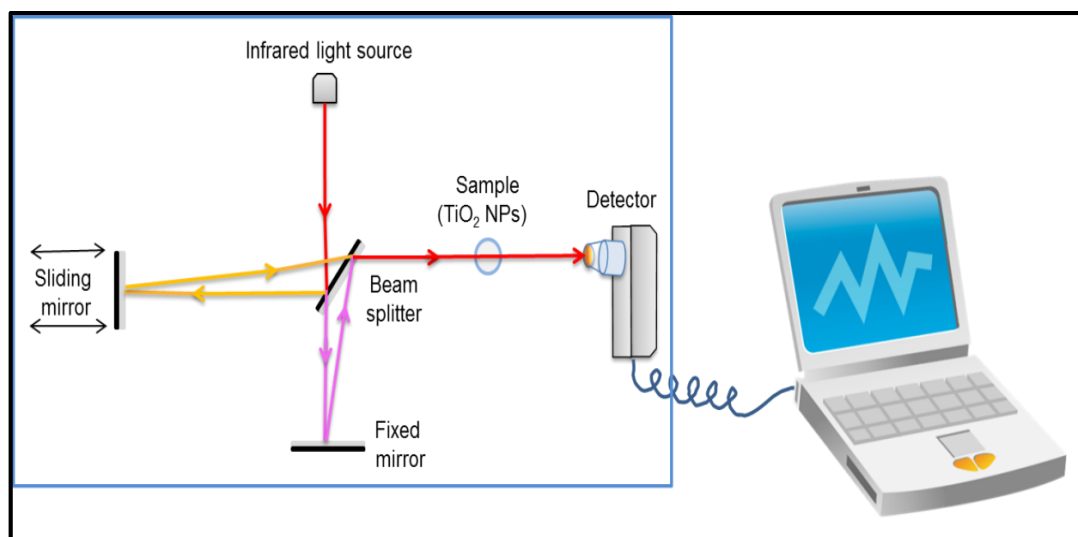 Infrared light source
Sample
(TiO₂ NPs)
Detector
Sliding
mirror
Beam
splitter
Fixed
mirror